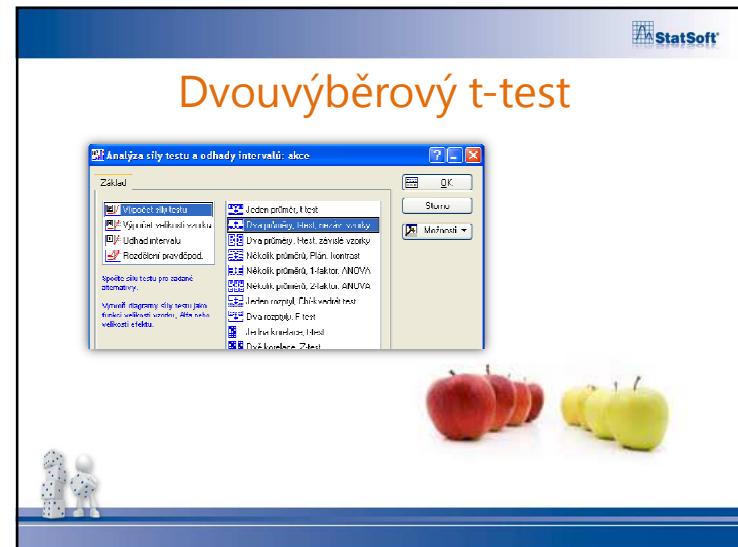 StatSoft
Dvouvýběrový t-test
Analýza síly testu a odhady intervalů: akce
Základ
OK
Storno
Možnosti
Výpočet síly testu
Výpočet velikosti vzorku
Odhad intervalu
Rozdělení pravděpod.
Spočte sílu testu pro zadané
alternativy.
Vytvoří diagramy síly testu jako
funkci velikosti vzorku, Alfa nebo
velikosti efektu.
Jeden průměr, t-test
Dva průměry, t-test, nezáv. vzorky
Dva průměry, t-test, závislé vzorky
Několik průměrů, Plán. kontrast
Několik průměrů, 1-faktor. ANOVA
Několik průměrů, 2-faktor. ANOVA
Jeden rozptyl, Chí-kvadrát test
Dva rozptyly, F-test
Jedna korelace, t-test
Dvě korelace, Z-test